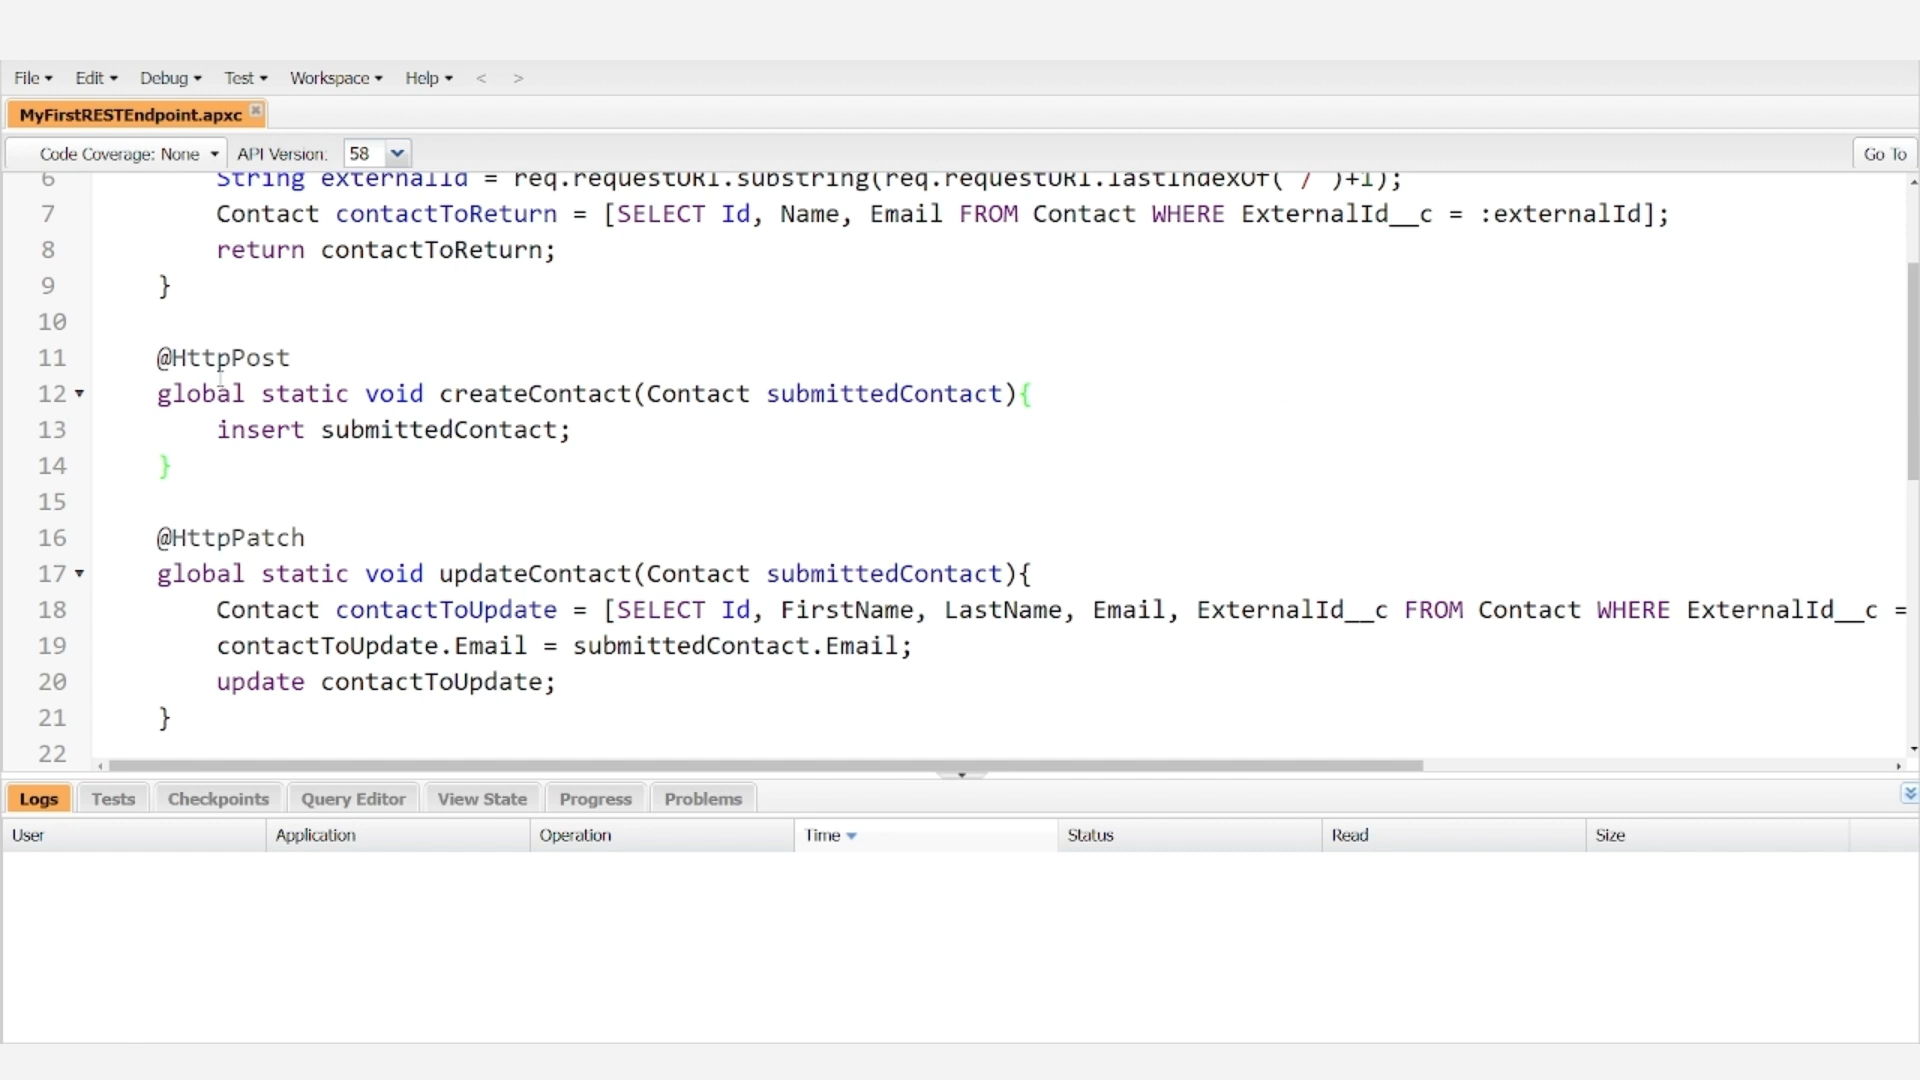 File Edit Debug Test Workspace Help < >
MyFirstRESTEndpoint.apxc
Code Coverage: None API Version: 58 Go To
6 String externalId = req.requestURI.substring(req.requestURI.lastIndexOf('/')+1);
7 Contact contactToReturn = [SELECT Id, Name, Email FROM Contact WHERE ExternalId__c = :externalId];
8 return contactToReturn;
9 }
10
11 @HttpPost
12 global static void createContact(Contact submittedContact){
13 insert submittedContact;
14 }
15
16 @HttpPatch
17 global static void updateContact(Contact submittedContact){
18 Contact contactToUpdate = [SELECT Id, FirstName, LastName, Email, ExternalId__c FROM Contact WHERE ExternalId__c =
19 contactToUpdate.Email = submittedContact.Email;
20 update contactToUpdate;
21 }
22
Logs Tests Checkpoints Query Editor View State Progress Problems
User Application Operation Time Status Read Size